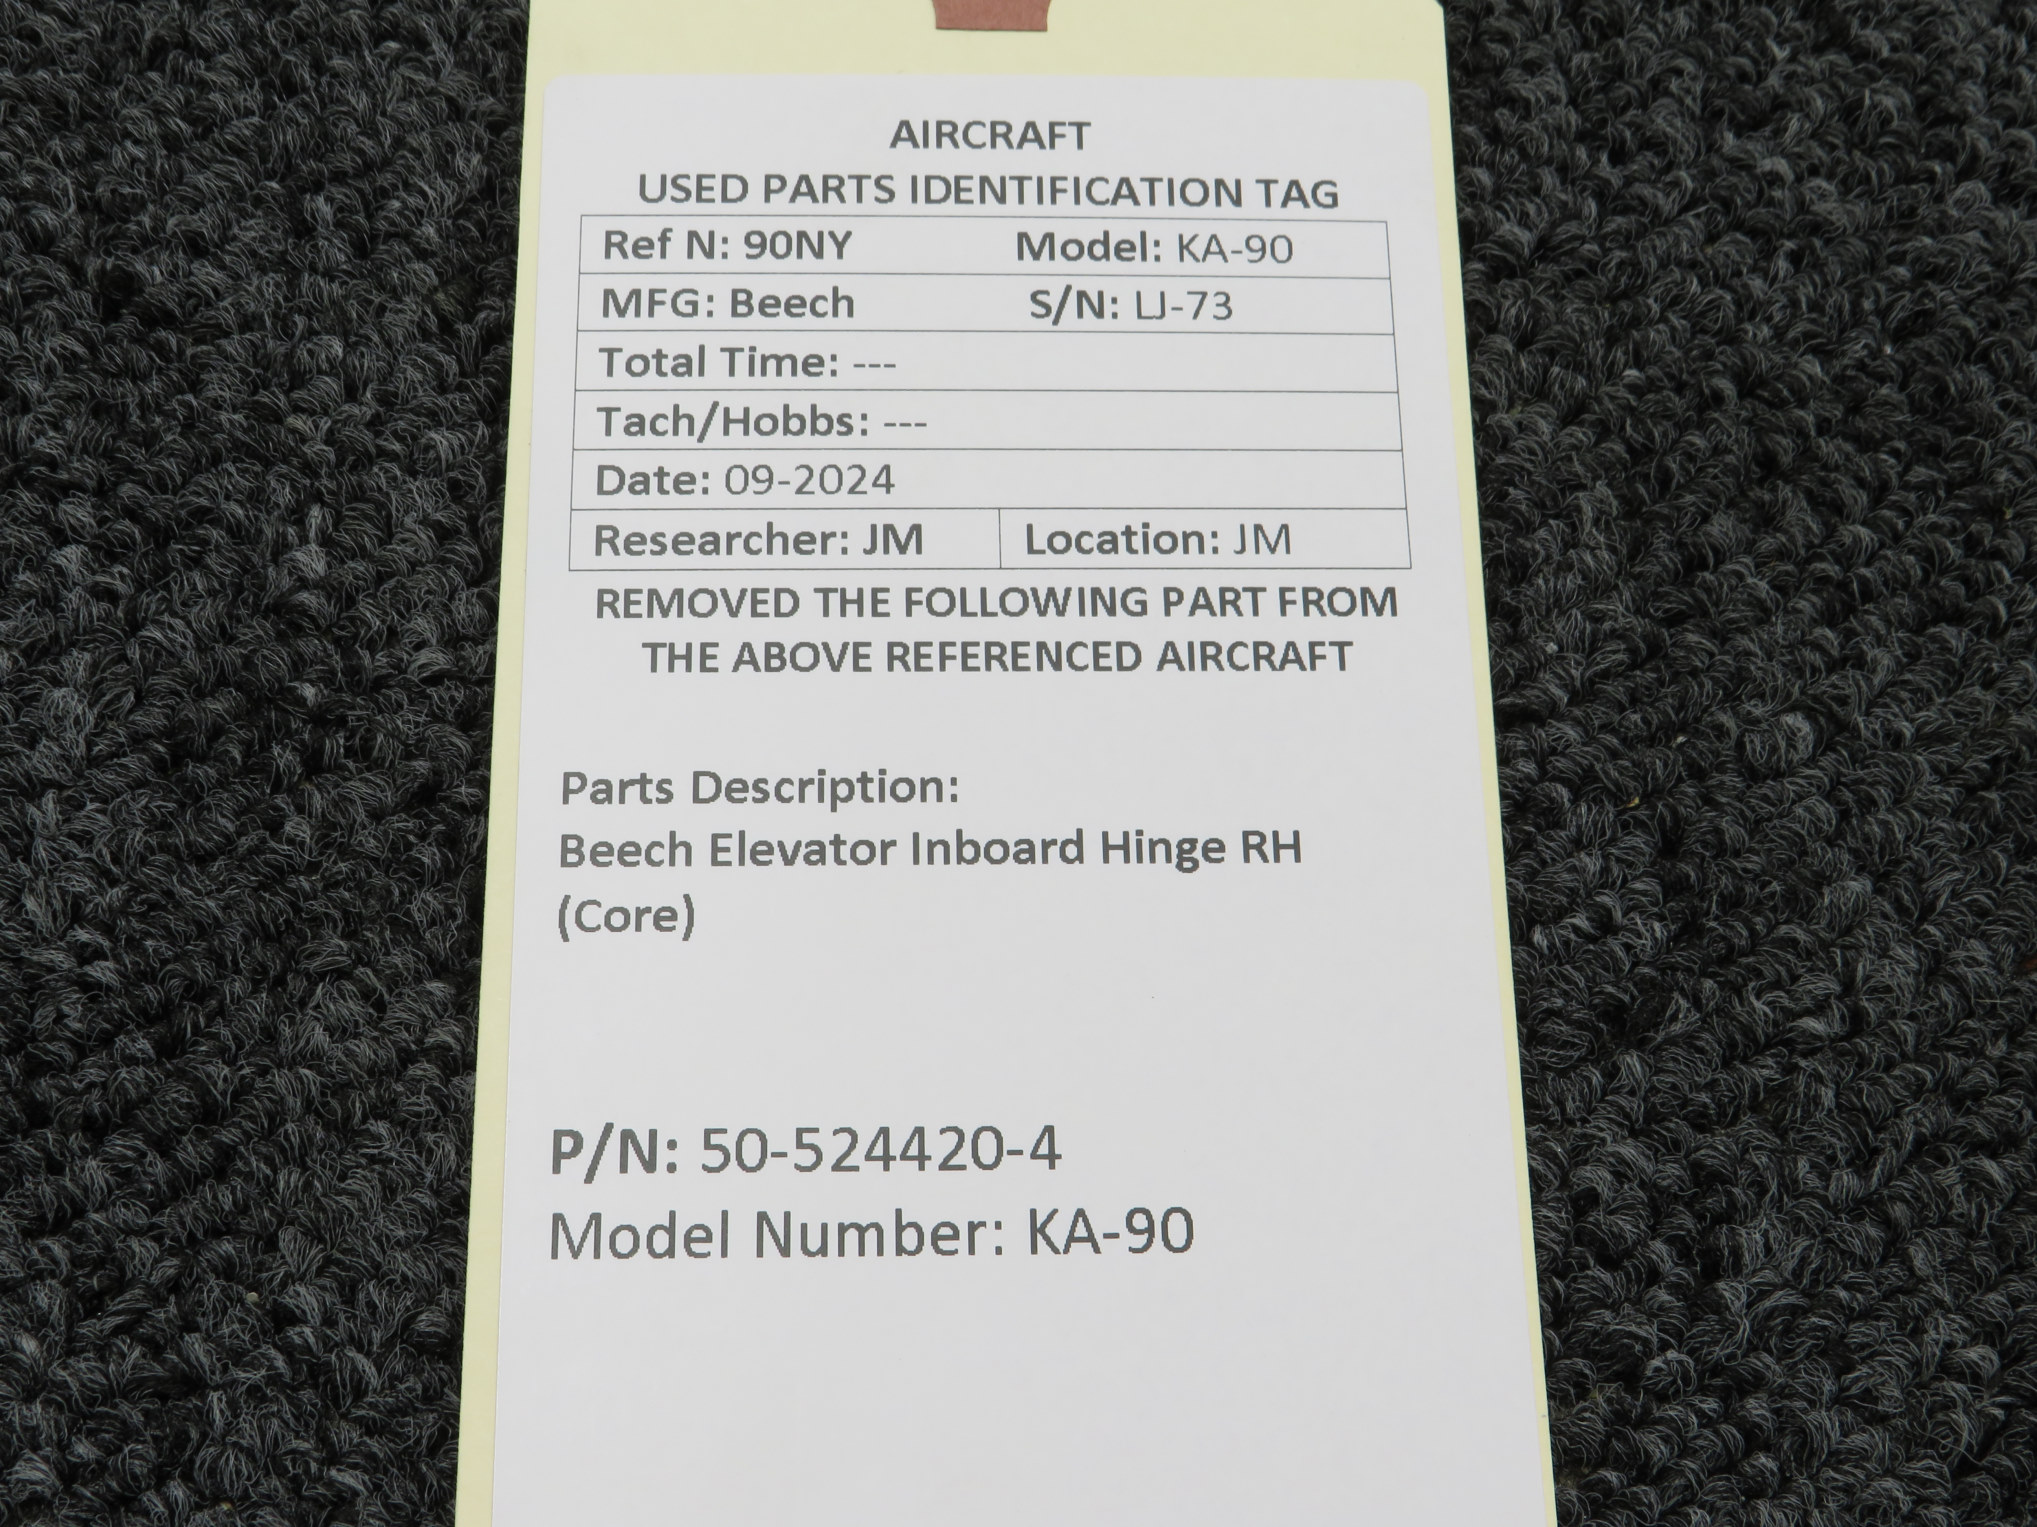 AIRCRAFT
USED PARTS IDENTIFICATION TAG
Ref N: 90NY Model: KA-90
MFG: Beech S/N: LJ-73
Total Time: ---
Tach/Hobbs: ---
Date: 09-2024
Researcher: JM Location: JM
REMOVED THE FOLLOWING PART FROM
THE ABOVE REFERENCED AIRCRAFT
Parts Description:
Beech Elevator Inboard Hinge RH
(Core)
P/N: 50-524420-4
Model Number: KA-90